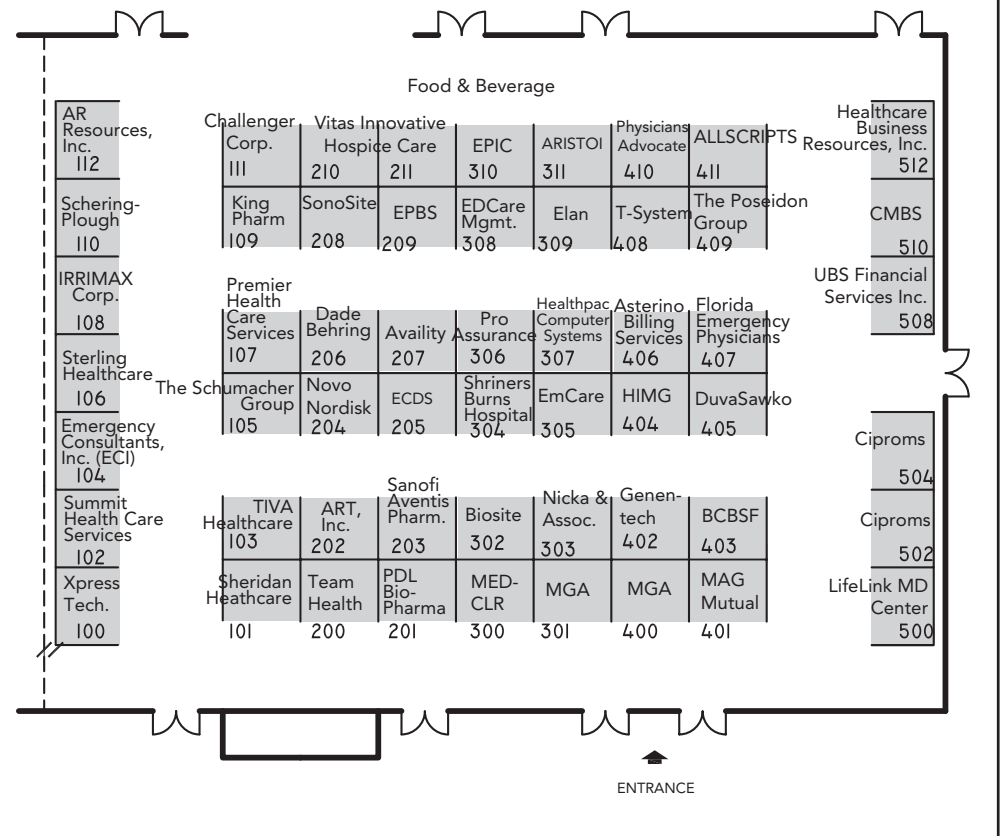 Food & Beverage
AR
Resources,
Inc.
112
Schering-
Plough
110
IRRIMAX
Corp.
108
Sterling
Healthcare
106
Emergency
Consultants,
Inc. (ECI)
104
Summit
Health Care
Services
102
Xpress
Tech.
100
Challenger
Corp.
111
Vitas Innovative
Hospice Care
210
211
EPIC
310
ARISTOI
311
Physicians
Advocate
410
ALLSCRIPTS
411
King
Pharm
109
SonoSite
208
EPBS
209
EDCare
Mgmt.
308
Elan
309
T-System
408
The Poseidon
Group
409
Premier
Health
Care
Services
107
Dade
Behring
206
Availity
207
Pro
Assurance
306
Healthpac
Computer
Systems
307
Asterino
Billing
Services
406
Florida
Emergency
Physicians
407
The Schumacher
Group
105
Novo
Nordisk
204
ECDS
205
Shriners
Burns
Hospital
304
EmCare
305
HIMG
404
DuvaSawko
405
TIVA
Healthcare
103
ART,
Inc.
202
Sanofi
Aventis
Pharm.
203
Biosite
302
Nicka &
Assoc.
303
Genen-
tech
402
BCBSF
403
Sheridan
Heathcare
101
Team
Health
200
PDL
Bio-
Pharma
201
MED-
CLR
300
MGA
301
MGA
400
MAG
Mutual
401
Healthcare
Business
Resources, Inc.
512
CMBS
510
UBS Financial
Services Inc.
508
Ciproms
504
Ciproms
502
LifeLink MD
Center
500
ENTRANCE